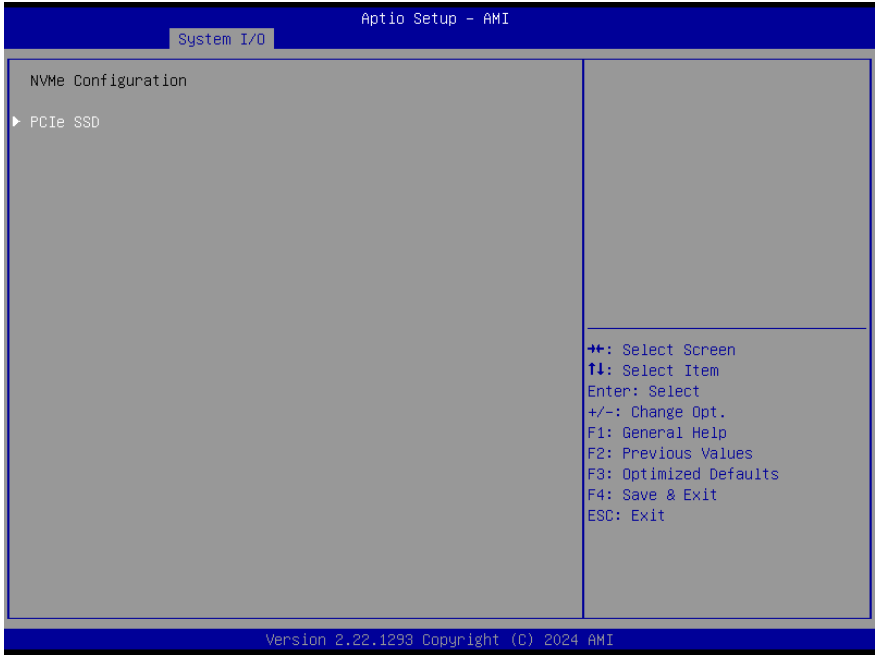 Aptio Setup – AMI
System I/O
NVMe Configuration
PCIe SSD
→←: Select Screen
↑↓: Select Item
Enter: Select
+/-: Change Opt.
F1: General Help
F2: Previous Values
F3: Optimized Defaults
F4: Save & Exit
ESC: Exit
Version 2.22.1293 Copyright (C) 2024 AMI